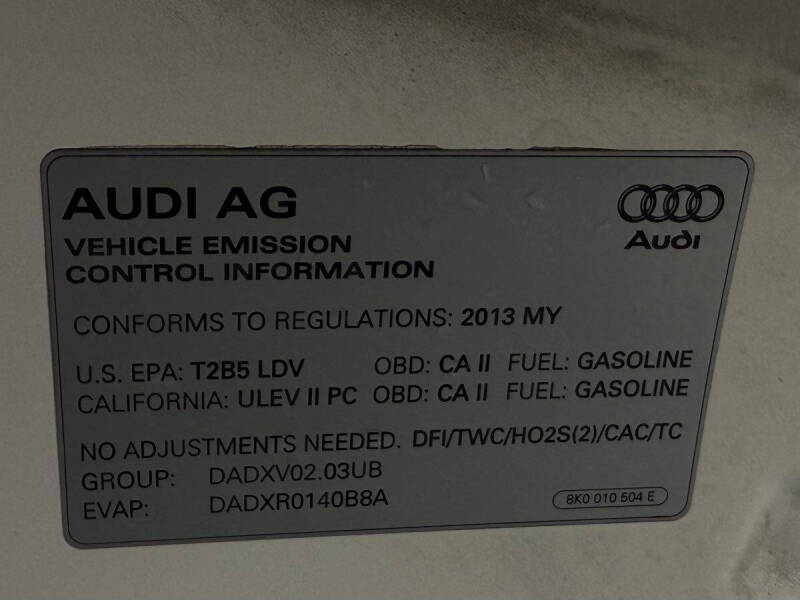 AUDI AG
Audi
VEHICLE EMISSION
CONTROL INFORMATION
CONFORMS TO REGULATIONS: 2013 MY
U.S. EPA: T2B5 LDV OBD: CA II FUEL: GASOLINE
CALIFORNIA: ULEV II PC OBD: CA II FUEL: GASOLINE
NO ADJUSTMENTS NEEDED. DFI/TWC/HO2S(2)/CAC/TC
GROUP: DADXV02.03UB
EVAP: DADXR0140B8A
8K0 010 504 E